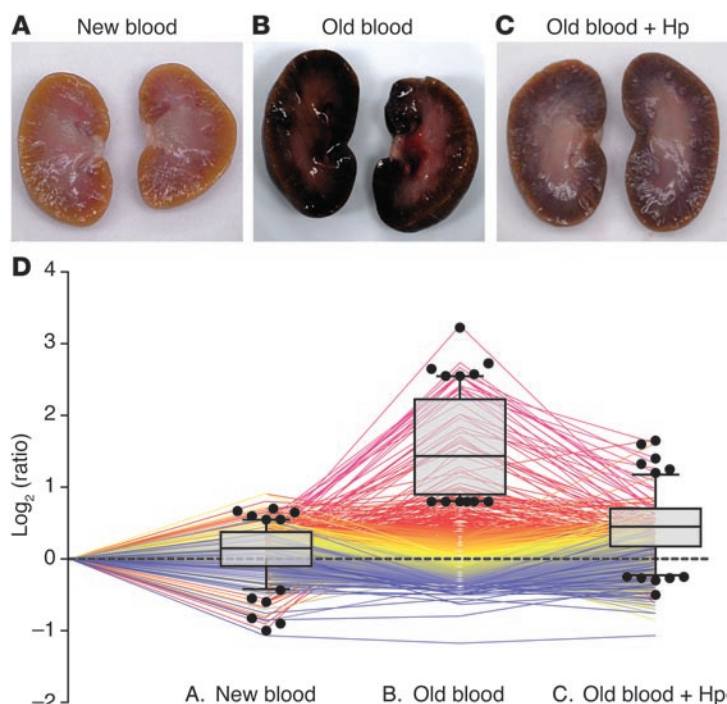 A New blood
B Old blood
C Old blood + Hp
D
4
3
2
1
0
–1
–2
Log2 (ratio)
A. New blood
B. Old blood
C. Old blood + Hp